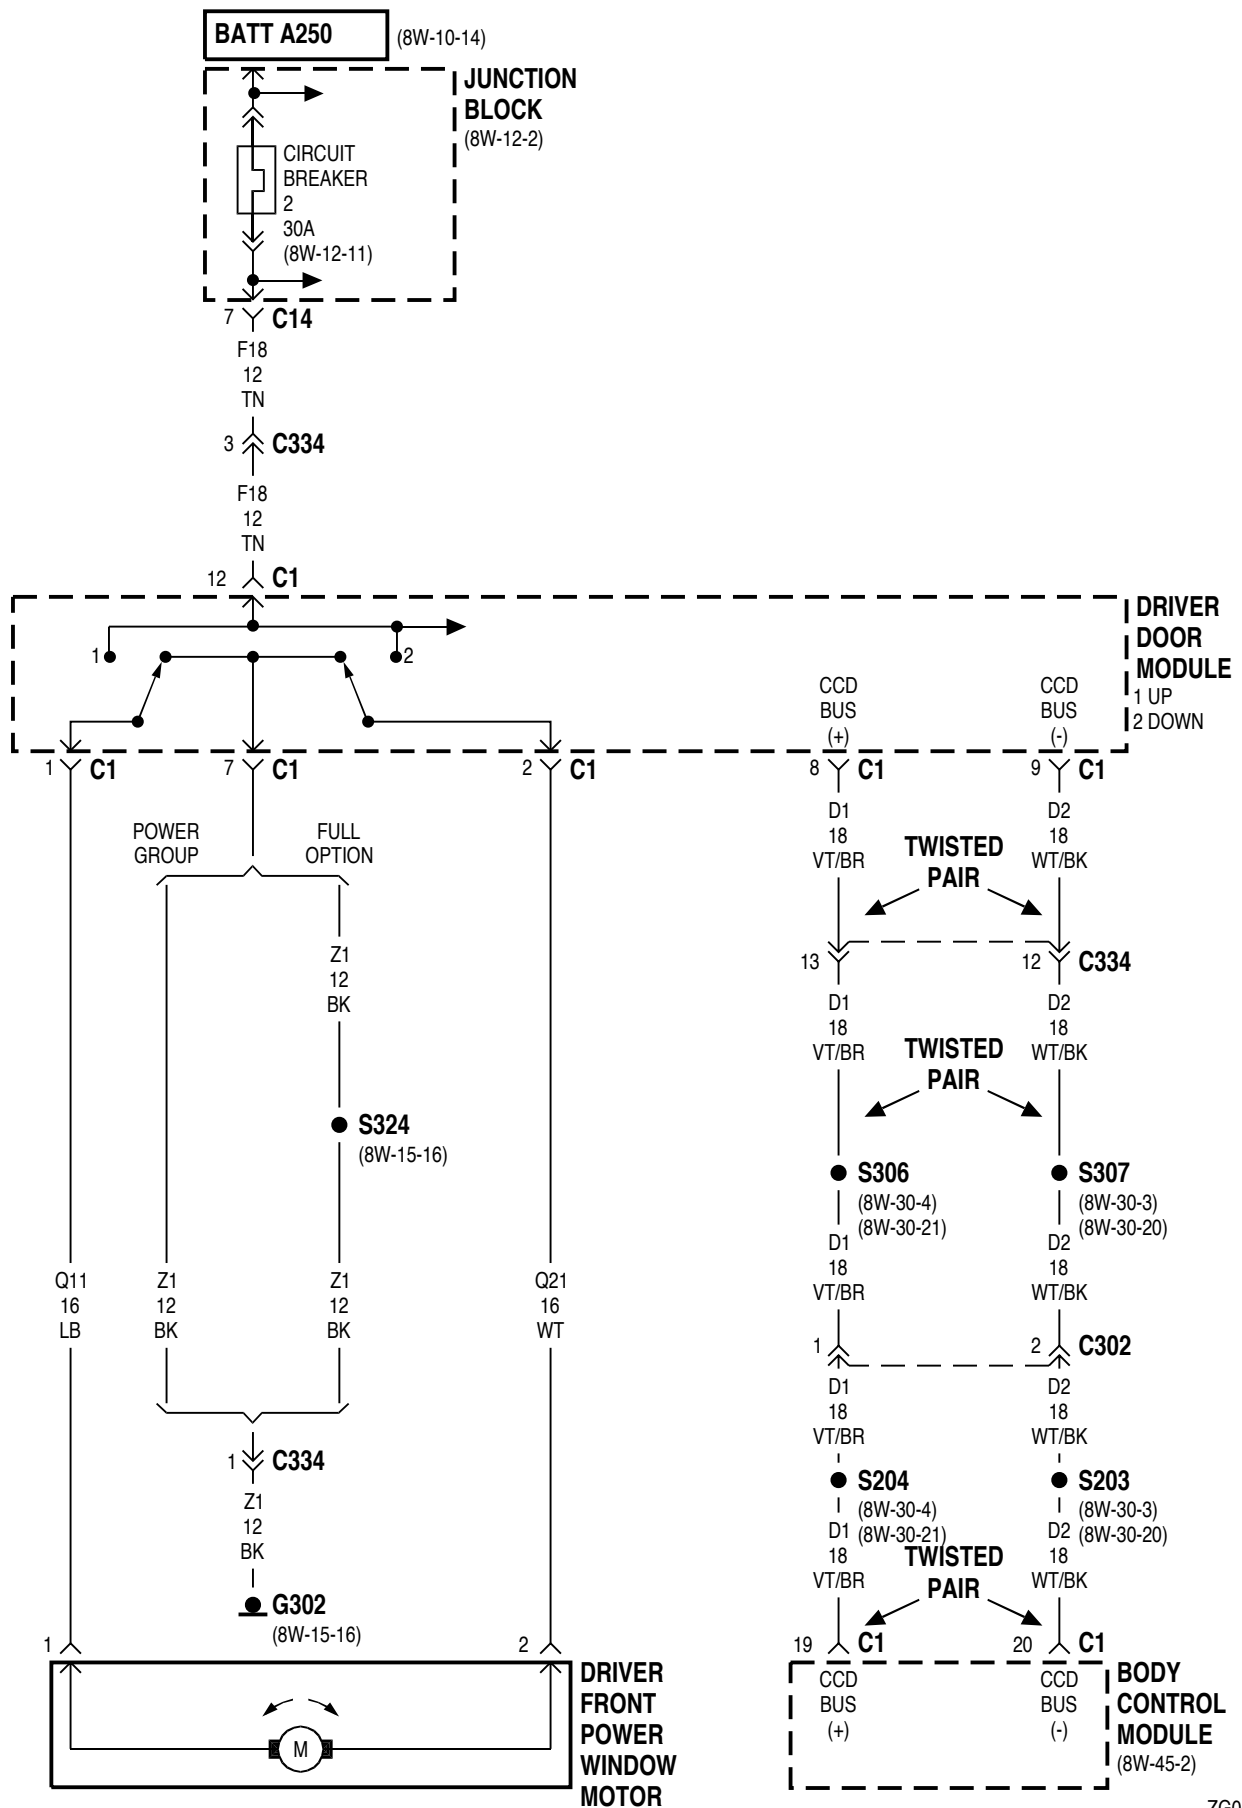 BATT A250
(8W-10-14)
JUNCTION
BLOCK
(8W-12-2)
CIRCUIT
BREAKER
2
30A
(8W-12-11)
7 C14
F18
12
TN
3 C334
F18
12
TN
12 C1
DRIVER
DOOR
MODULE
1 UP
2 DOWN
1 2
CCD
BUS
(+)
CCD
BUS
(-)
1 C1
7 C1
2 C1
8 C1
9 C1
POWER
GROUP
FULL
OPTION
D1
18
VT/BR
TWISTED
PAIR
D2
18
WT/BK
Z1
12
BK
13
12 C334
D1
18
VT/BR
TWISTED
PAIR
D2
18
WT/BK
S324
(8W-15-16)
S306
(8W-30-4)
(8W-30-21)
S307
(8W-30-3)
(8W-30-20)
Q11
16
LB
Z1
12
BK
Z1
12
BK
Q21
16
WT
D1
18
VT/BR
D2
18
WT/BK
1
2 C302
D1
18
VT/BR
D2
18
WT/BK
1 C334
S204
(8W-30-4)
(8W-30-21)
S203
(8W-30-3)
(8W-30-20)
Z1
12
BK
D1
18
VT/BR
TWISTED
PAIR
D2
18
WT/BK
G302
(8W-15-16)
1
2
19 C1
20 C1
DRIVER
FRONT
POWER
WINDOW
MOTOR
M
CCD
BUS
(+)
CCD
BUS
(-)
BODY
CONTROL
MODULE
(8W-45-2)